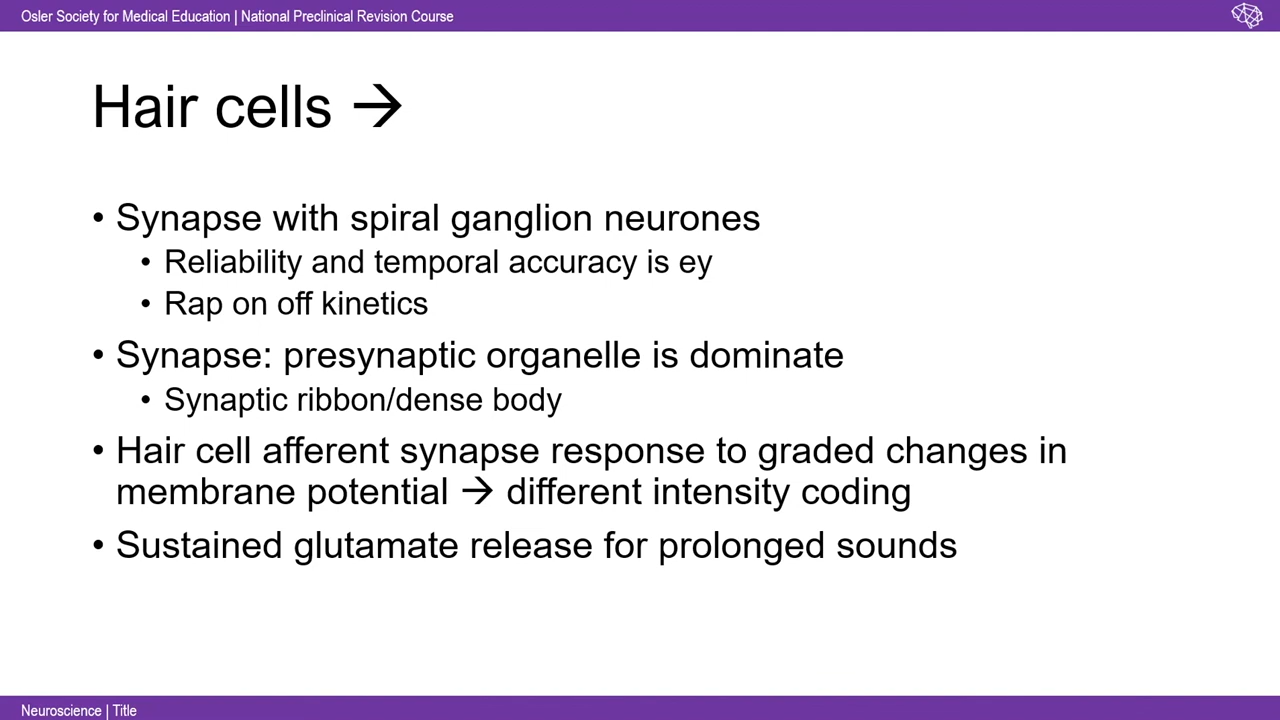 Osler Society for Medical Education | National Preclinical Revision Course
Hair cells →
• Synapse with spiral ganglion neurones
• Reliability and temporal accuracy is ey
• Rap on off kinetics
• Synapse: presynaptic organelle is dominate
• Synaptic ribbon/dense body
• Hair cell afferent synapse response to graded changes in
membrane potential → different intensity coding
• Sustained glutamate release for prolonged sounds
Neuroscience | Title